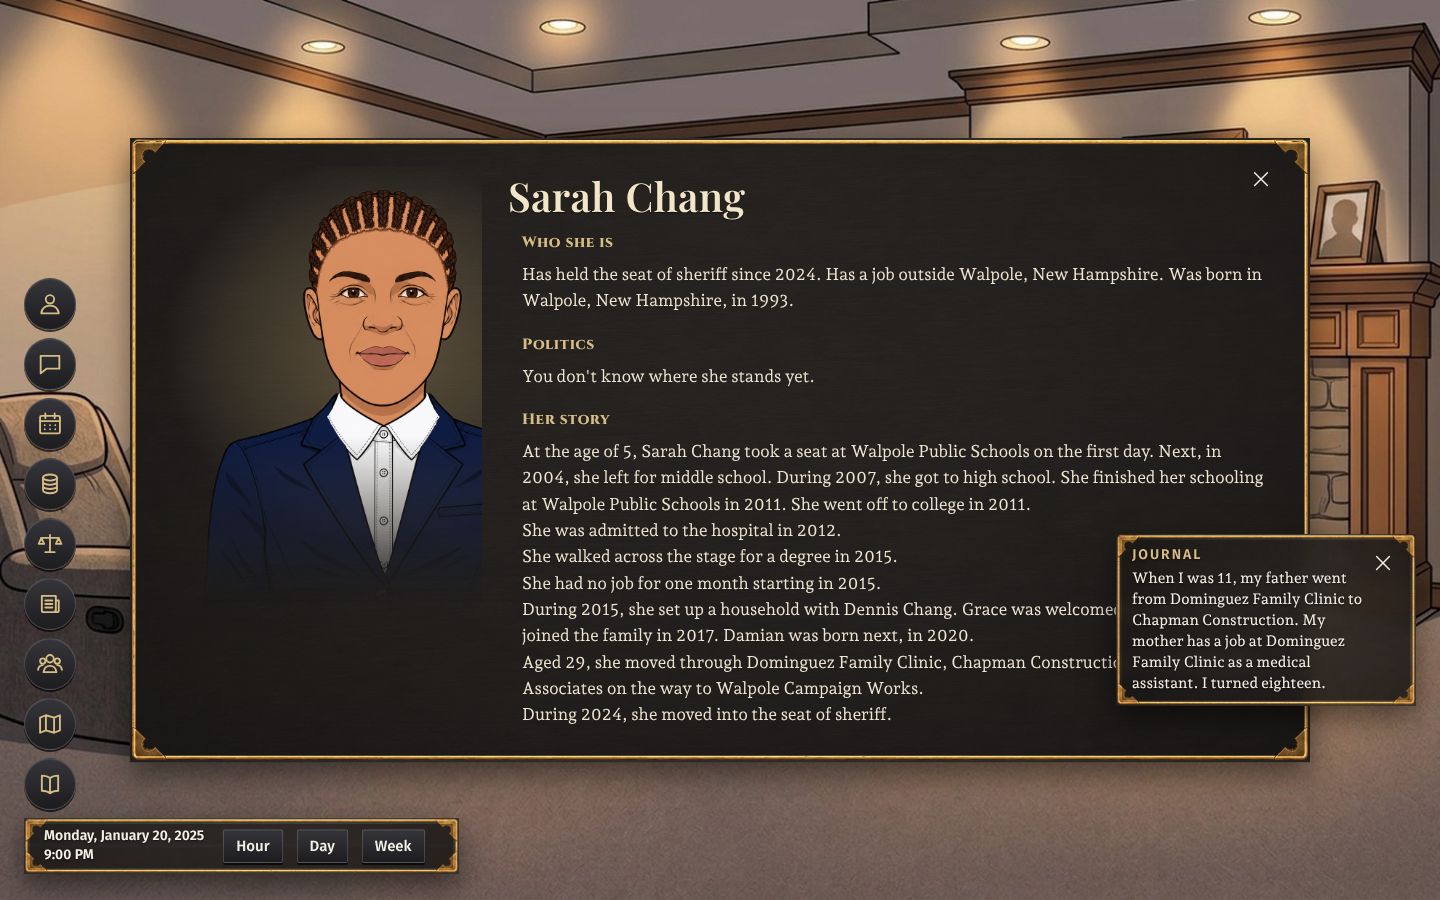 Sarah Chang
Who she is
Has held the seat of sheriff since 2024. Has a job outside Walpole, New Hampshire. Was born in
Walpole, New Hampshire, in 1993.
Politics
You don't know where she stands yet.
Her story
At the age of 5, Sarah Chang took a seat at Walpole Public Schools on the first day. Next, in
2004, she left for middle school. During 2007, she got to high school. She finished her schooling
at Walpole Public Schools in 2011. She went off to college in 2011.
She was admitted to the hospital in 2012.
She walked across the stage for a degree in 2015.
She had no job for one month starting in 2015.
During 2015, she set up a household with Dennis Chang. Grace was
joined the family in 2017. Damian was born next, in 2020.
Aged 29, she moved through Dominguez Family Clinic, Chapman
Associates on the way to Walpole Campaign Works.
During 2024, she moved into the seat of sheriff.
JOURNAL
When I was 11, my father went
from Dominguez Family Clinic to
Chapman Construction. My
mother has a job at Dominguez
Family Clinic as a medical
assistant. I turned eighteen.
Monday, January 20, 2025
9:00 PM
Hour
Day
Week